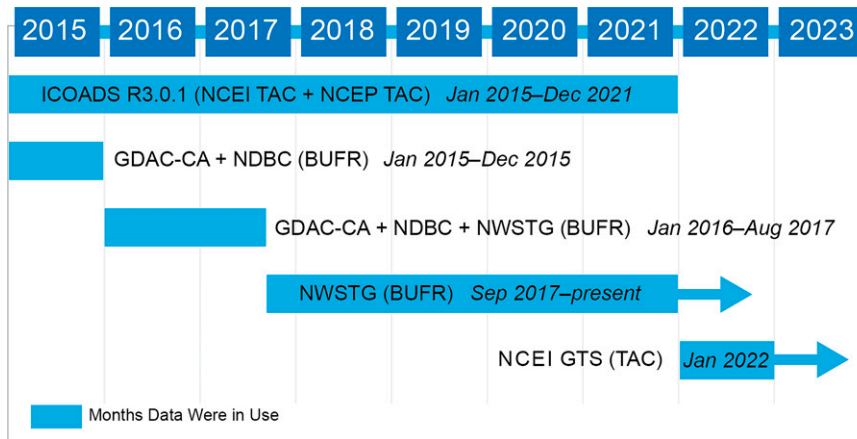 2015 2016 2017 2018 2019 2020 2021 2022 2023
ICOADS R3.0.1 (NCEI TAC + NCEP TAC) Jan 2015–Dec 2021
GDAC-CA + NDBC (BUFR) Jan 2015–Dec 2015
GDAC-CA + NDBC + NWSTG (BUFR) Jan 2016–Aug 2017
NWSTG (BUFR) Sep 2017–present
NCEI GTS (TAC) Jan 2022
Months Data Were in Use